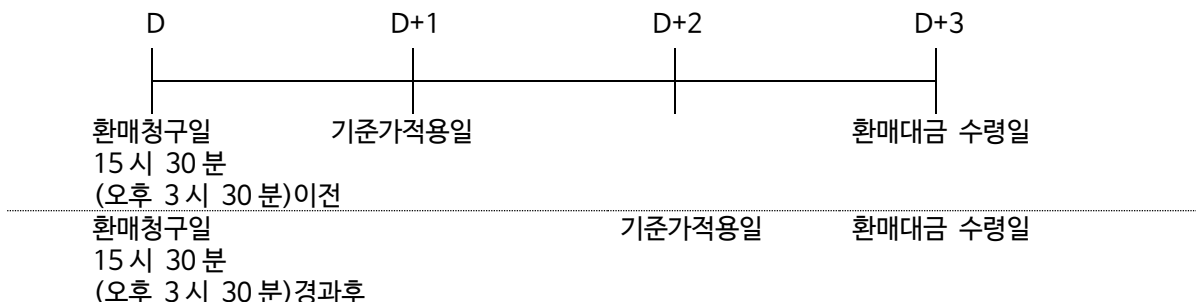 D D+1 D+2 D+3
환매청구일 기준가적용일 환매대금 수령일
15 시 30 분
(오후 3 시 30 분)이전
환매청구일 기준가적용일 환매대금 수령일
15 시 30 분
(오후 3 시 30 분)경과후